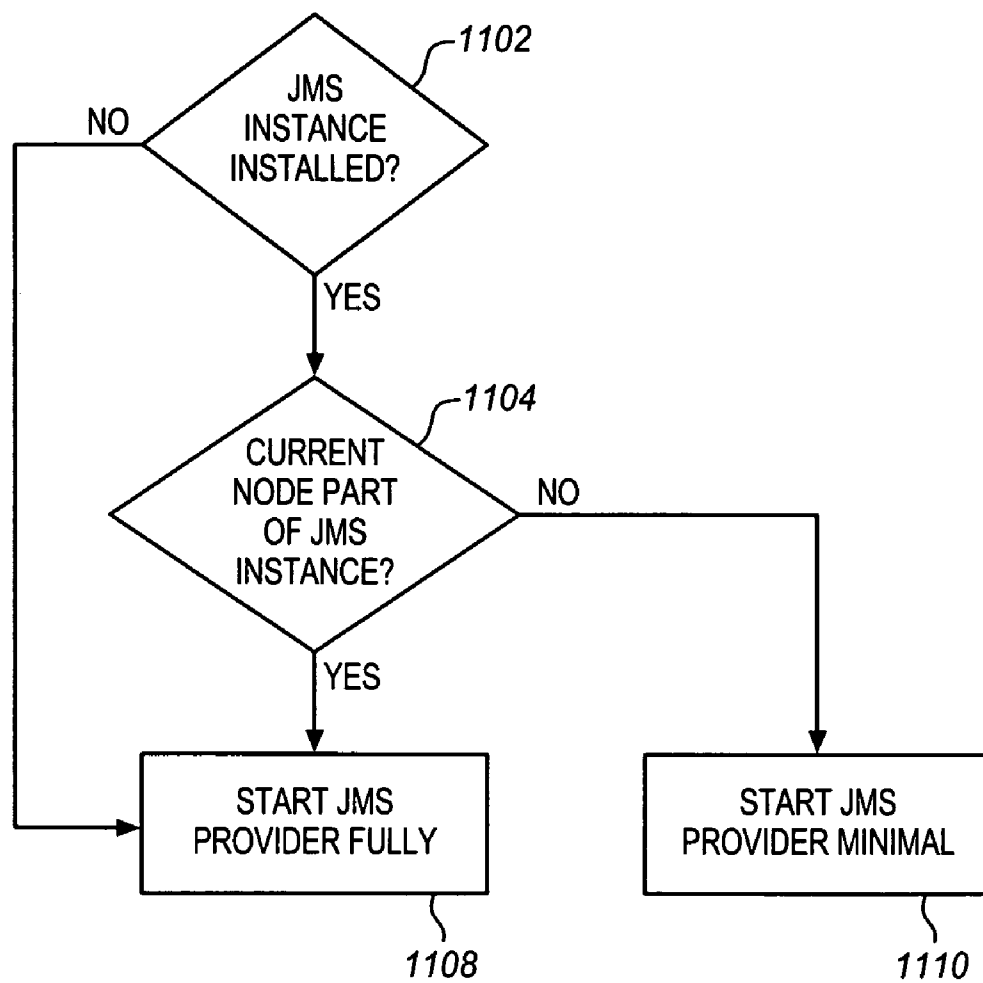 1102
JMS
INSTANCE
INSTALLED?
NO
YES
1104
CURRENT
NODE PART
OF JMS
INSTANCE?
NO
YES
START JMS
PROVIDER FULLY
1108
START JMS
PROVIDER MINIMAL
1110